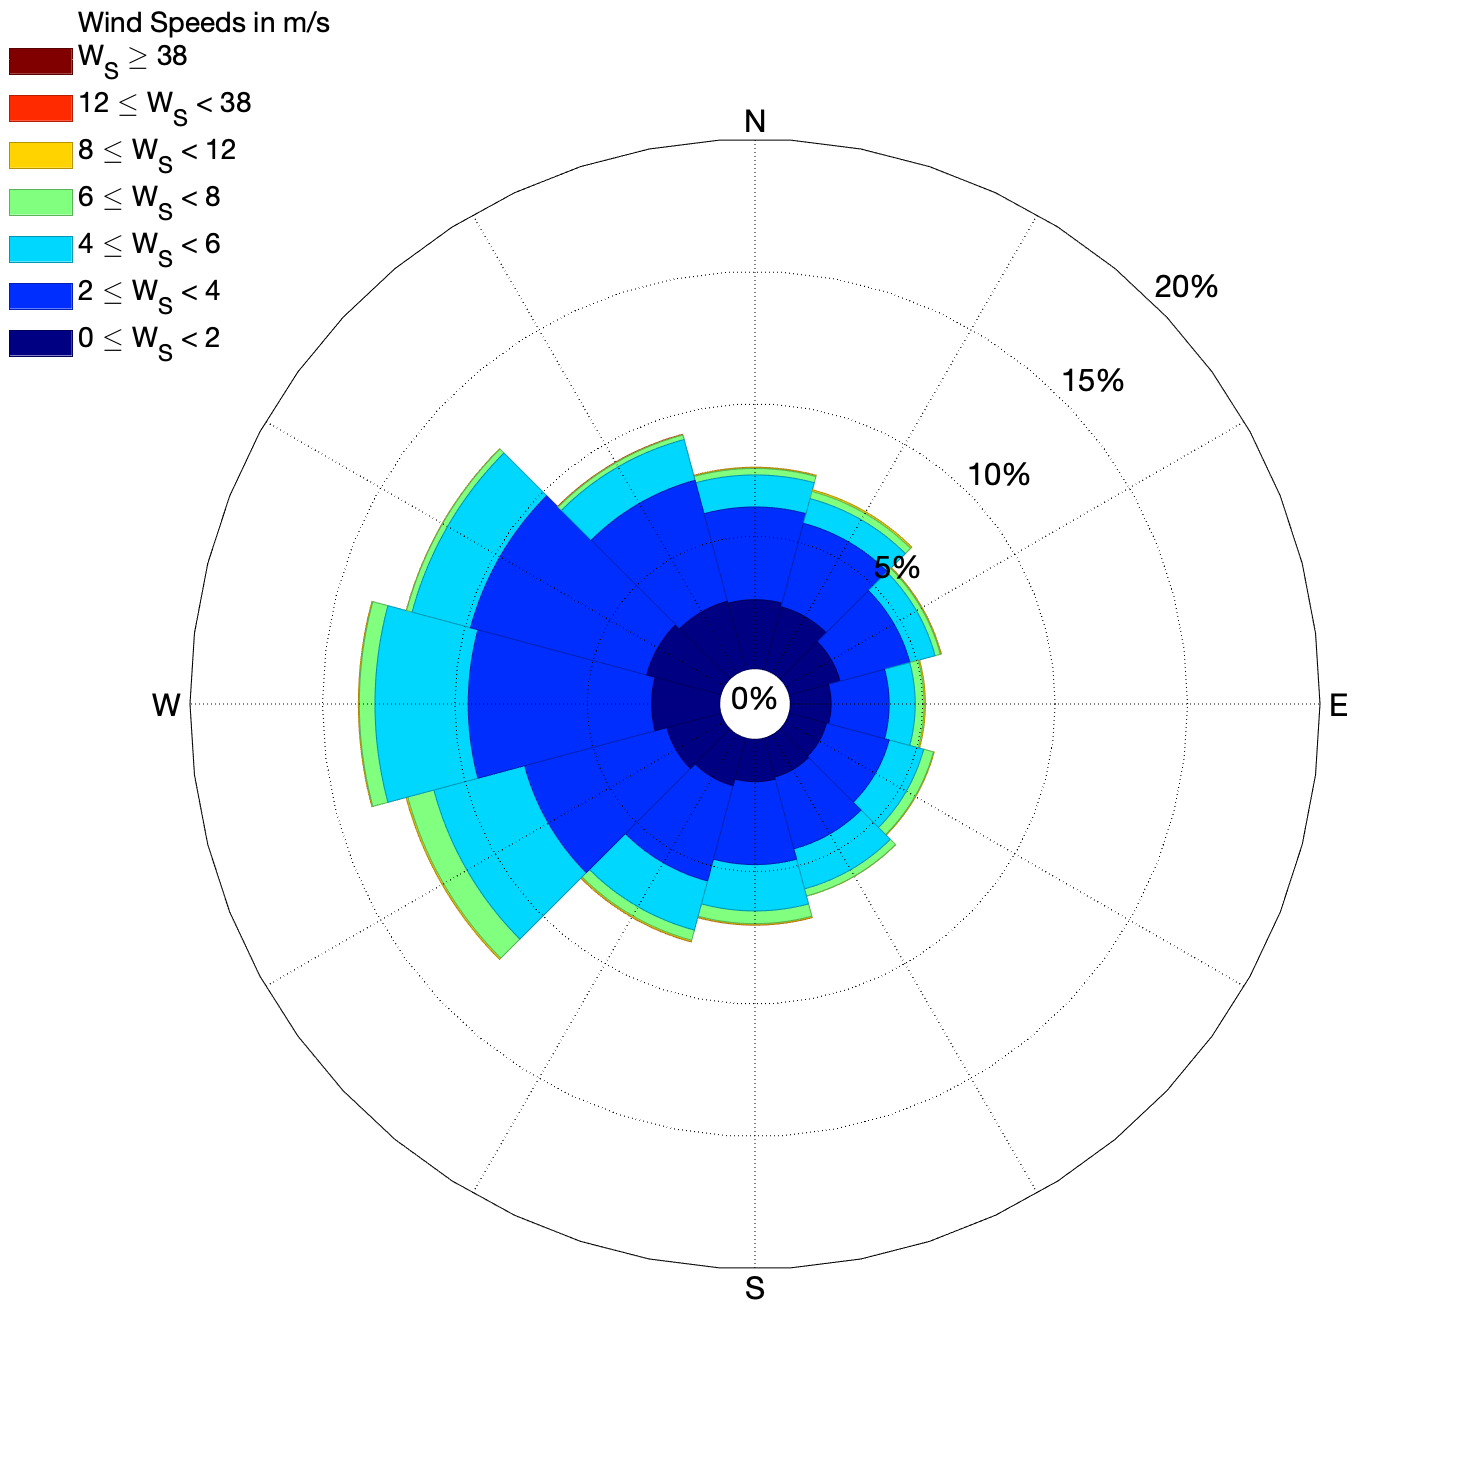 Wind Speeds in m/s
W_S ≥ 38
12 ≤ W_S < 38
8 ≤ W_S < 12
6 ≤ W_S < 8
4 ≤ W_S < 6
2 ≤ W_S < 4
0 ≤ W_S < 2
N
20%
15%
10%
5%
0%
W
E
S